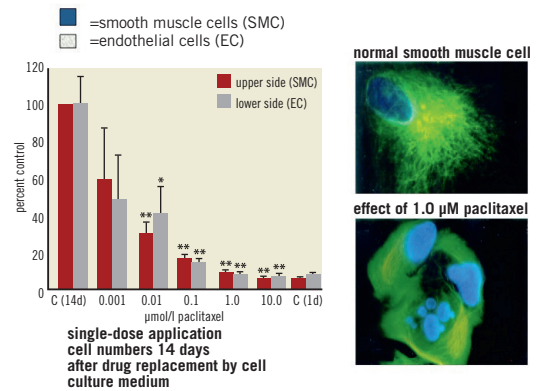 =smooth muscle cells (SMC)
=endothelial cells (EC)
120
100
80
60
40
20
0
percent control
upper side (SMC)
lower side (EC)
**
*
**
**
**
**
**
**
C (14d)
0.001
0.01
0.1
1.0
10.0
C (1d)
µmol/l paclitaxel
single-dose application
cell numbers 14 days
after drug replacement by cell
culture medium
normal smooth muscle cell
effect of 1.0 µM paclitaxel